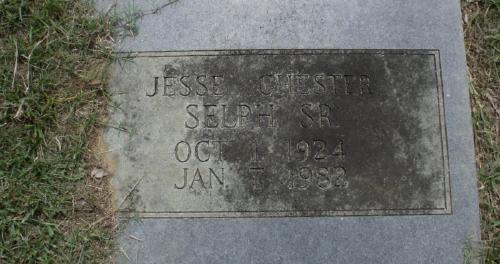 JESSE CHESTER
SELPH SR.
OCT 1 1924
JAN 7 1982